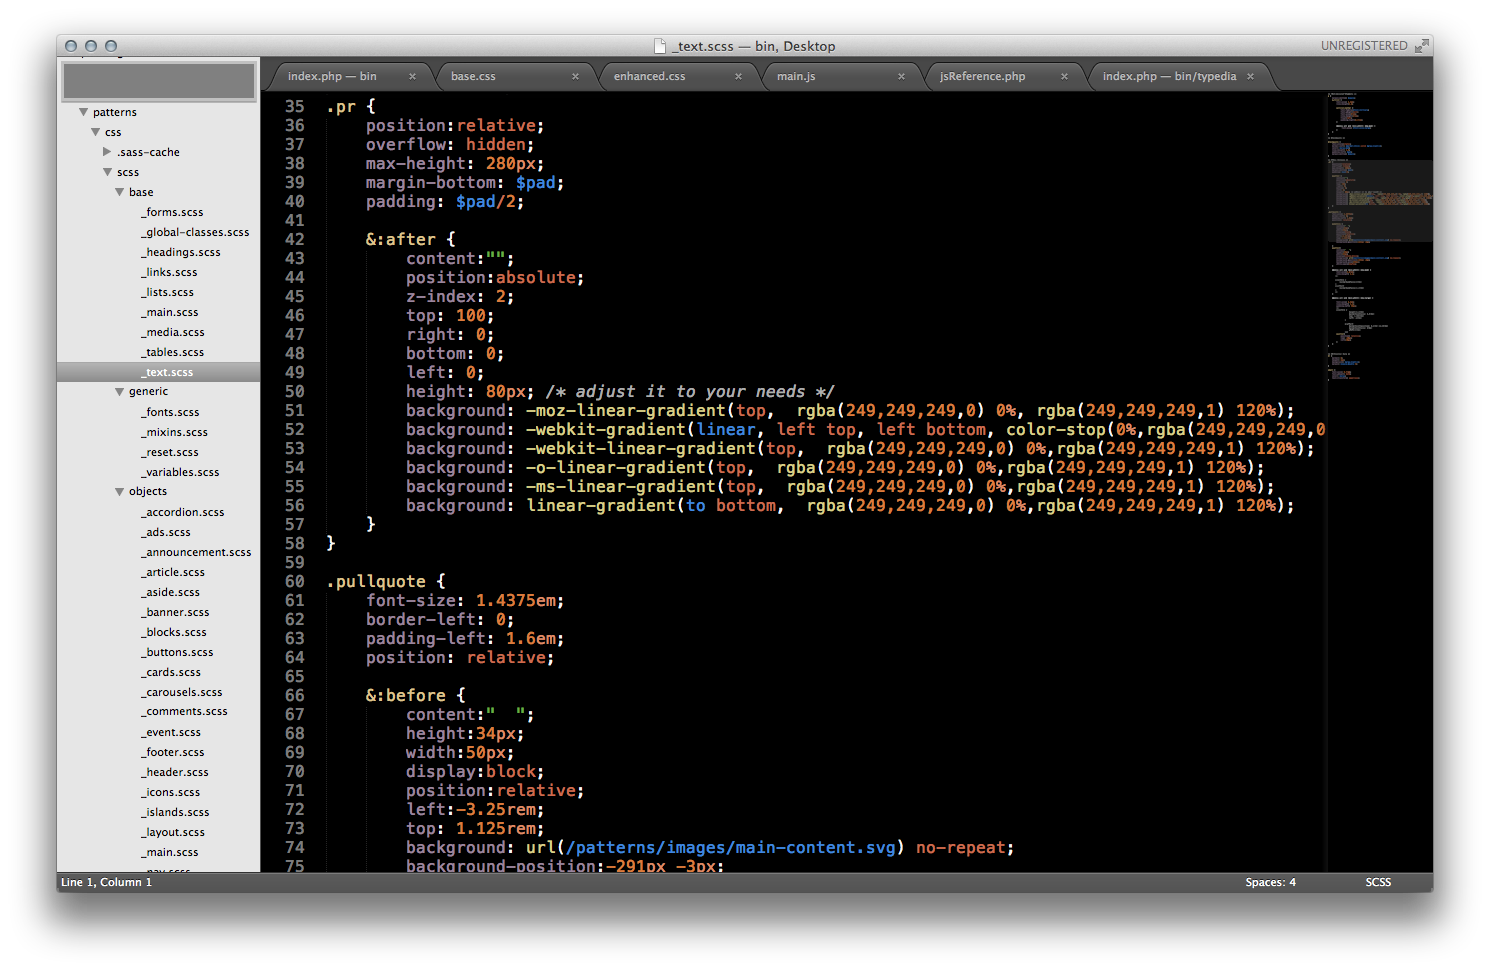 _text.scss — bin, Desktop
UNREGISTERED
index.php — bin ×
base.css ×
enhanced.css ×
main.js ×
jsReference.php ×
index.php — bin/typedia ×
patterns
css
.sass-cache
scss
base
_forms.scss
_global-classes.scss
_headings.scss
_links.scss
_lists.scss
_main.scss
_media.scss
_tables.scss
_text.scss
generic
_fonts.scss
_mixins.scss
_reset.scss
_variables.scss
objects
_accordion.scss
_ads.scss
_announcement.scss
_article.scss
_aside.scss
_banner.scss
_blocks.scss
_buttons.scss
_cards.scss
_carousels.scss
_comments.scss
_event.scss
_footer.scss
_header.scss
_icons.scss
_islands.scss
_layout.scss
_main.scss
_nav.scss
35 .pr {
36 position:relative;
37 overflow: hidden;
38 max-height: 280px;
39 margin-bottom: $pad;
40 padding: $pad/2;
41
42 &:after {
43 content:"";
44 position:absolute;
45 z-index: 2;
46 top: 100;
47 right: 0;
48 bottom: 0;
49 left: 0;
50 height: 80px; /* adjust it to your needs */
51 background: -moz-linear-gradient(top,  rgba(249,249,249,0) 0%, rgba(249,249,249,1) 120%);
52 background: -webkit-gradient(linear, left top, left bottom, color-stop(0%,rgba(249,249,249,0
53 background: -webkit-linear-gradient(top,  rgba(249,249,249,0) 0%,rgba(249,249,249,1) 120%);
54 background: -o-linear-gradient(top,  rgba(249,249,249,0) 0%,rgba(249,249,249,1) 120%);
55 background: -ms-linear-gradient(top,  rgba(249,249,249,0) 0%,rgba(249,249,249,1) 120%);
56 background: linear-gradient(to bottom,  rgba(249,249,249,0) 0%,rgba(249,249,249,1) 120%);
57 }
58 }
59
60 .pullquote {
61 font-size: 1.4375em;
62 border-left: 0;
63 padding-left: 1.6em;
64 position: relative;
65
66 &:before {
67 content:"  ";
68 height:34px;
69 width:50px;
70 display:block;
71 position:relative;
72 left:-3.25rem;
73 top: 1.125rem;
74 background: url(/patterns/images/main-content.svg) no-repeat;
75 background-position:-291px -3px;
Line 1, Column 1
Spaces: 4
SCSS